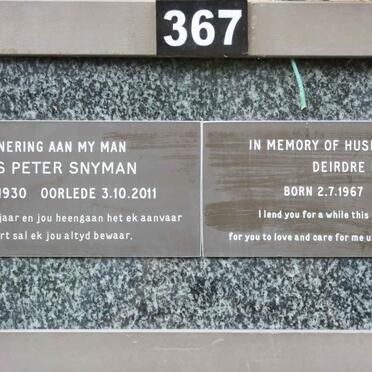 367
NERING AAN MY MAN
S PETER SNYMAN
1930 OORLEDE 3.10.2011
jaar en jou heengaan het ek aanvaar
rt sal ek jou altyd bewaar.
IN MEMORY OF HUSB
DEIRDRE
BORN 2.7.1967
I lend you for a while this
for you to love and care for me u